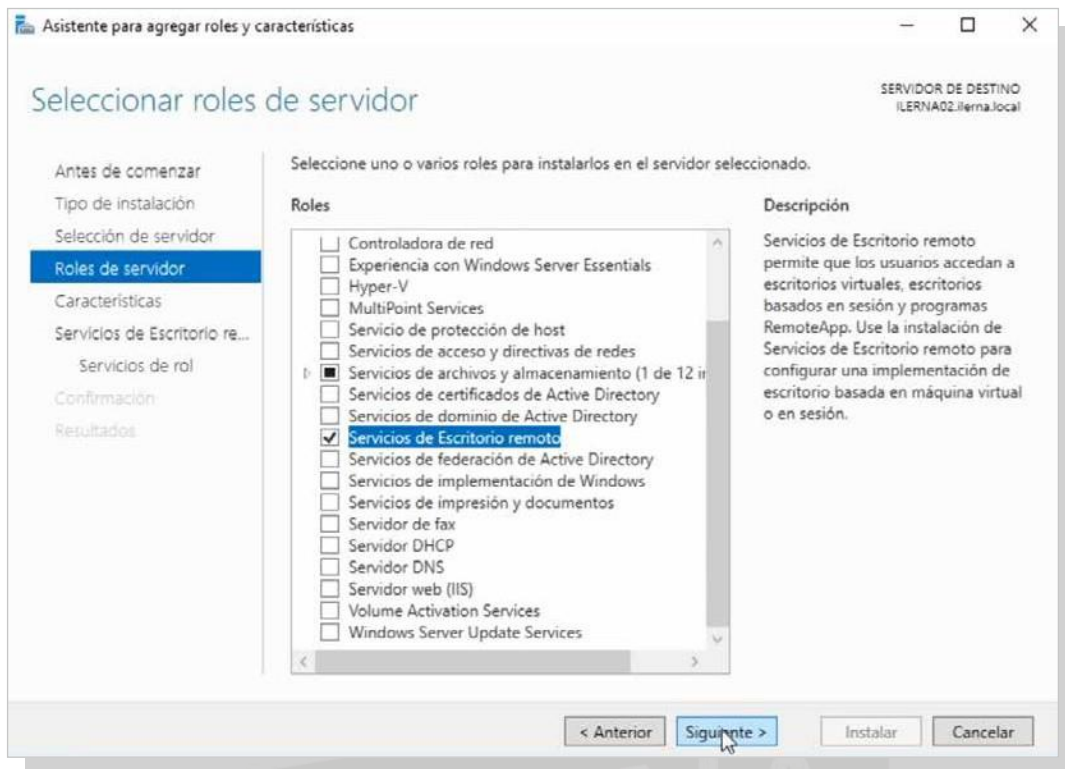 Asistente para agregar roles y características
Seleccionar roles de servidor
SERVIDOR DE DESTINO
ILERNA02.ilerna.local
Antes de comenzar
Tipo de instalación
Selección de servidor
Roles de servidor
Características
Servicios de Escritorio re...
Servicios de rol
Confirmación
Resultados
Seleccione uno o varios roles para instalarlos en el servidor seleccionado.
Roles
Controladora de red
Experiencia con Windows Server Essentials
Hyper-V
MultiPoint Services
Servicio de protección de host
Servicios de acceso y directivas de redes
Servicios de archivos y almacenamiento (1 de 12 in
Servicios de certificados de Active Directory
Servicios de dominio de Active Directory
Servicios de Escritorio remoto
Servicios de federación de Active Directory
Servicios de implementación de Windows
Servicios de impresión y documentos
Servidor de fax
Servidor DHCP
Servidor DNS
Servidor web (IIS)
Volume Activation Services
Windows Server Update Services
Descripción
Servicios de Escritorio remoto
permite que los usuarios accedan a
escritorios virtuales, escritorios
basados en sesión y programas
RemoteApp. Use la instalación de
Servicios de Escritorio remoto para
configurar una implementación de
escritorio basada en máquina virtual
o en sesión.
< Anterior
Siguiente >
Instalar
Cancelar